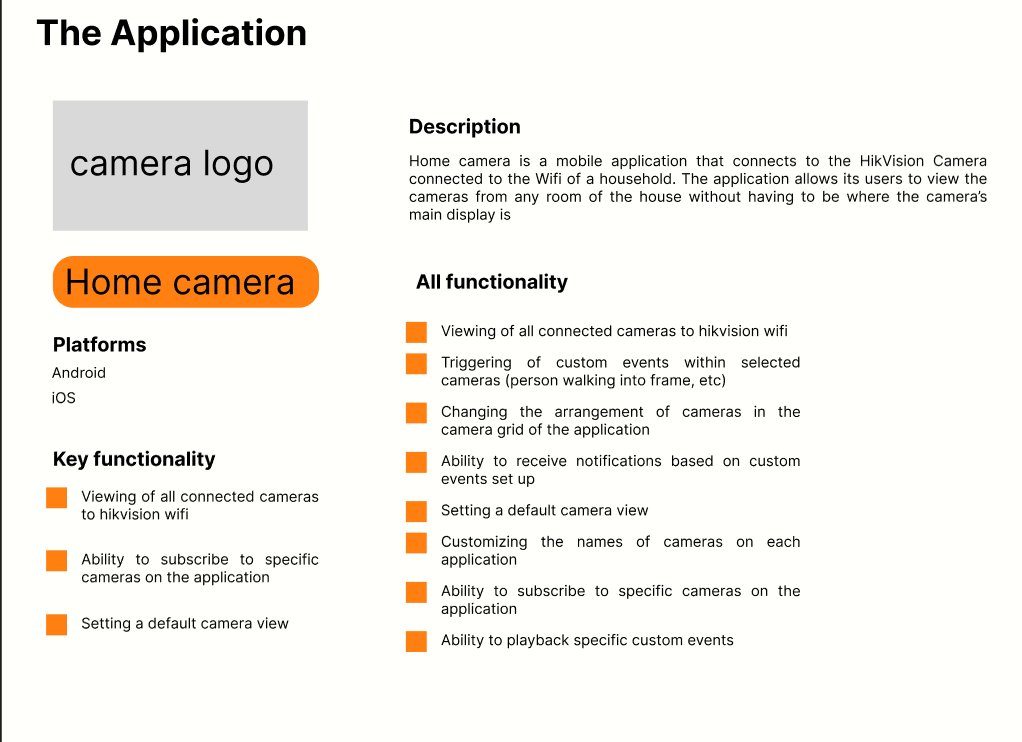 The Application
camera logo
Home camera
Platforms
Android
iOS
Key functionality
Viewing of all connected cameras
to hikvision wifi
Ability to subscribe to specific
cameras on the application
Setting a default camera view
Description
Home camera is a mobile application that connects to the HikVision Camera
connected to the Wifi of a household. The application allows its users to view the
cameras from any room of the house without having to be where the camera’s
main display is
All functionality
Viewing of all connected cameras to hikvision wifi
Triggering of custom events within selected
cameras (person walking into frame, etc)
Changing the arrangement of cameras in the
camera grid of the application
Ability to receive notifications based on custom
events set up
Setting a default camera view
Customizing the names of cameras on each
application
Ability to subscribe to specific cameras on the
application
Ability to playback specific custom events